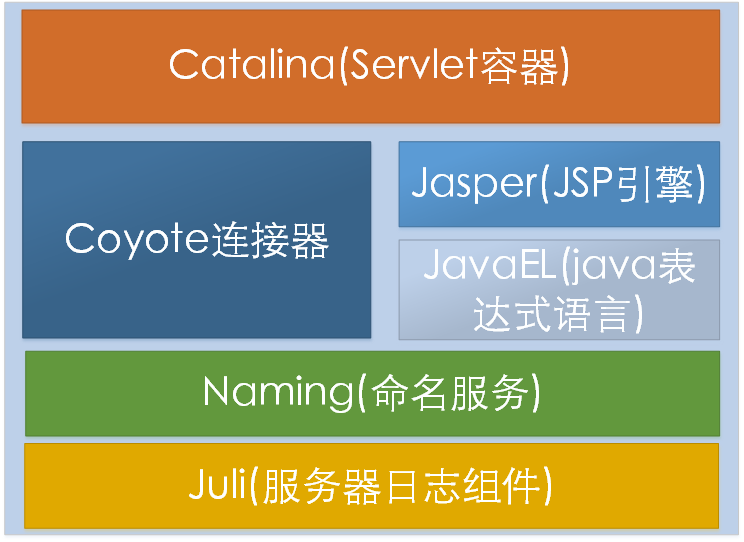 Catalina(Servlet容器)
Coyote连接器
Jasper(JSP引擎)
JavaEL(java表
达式语言)
Naming(命名服务)
Juli(服务器日志组件)